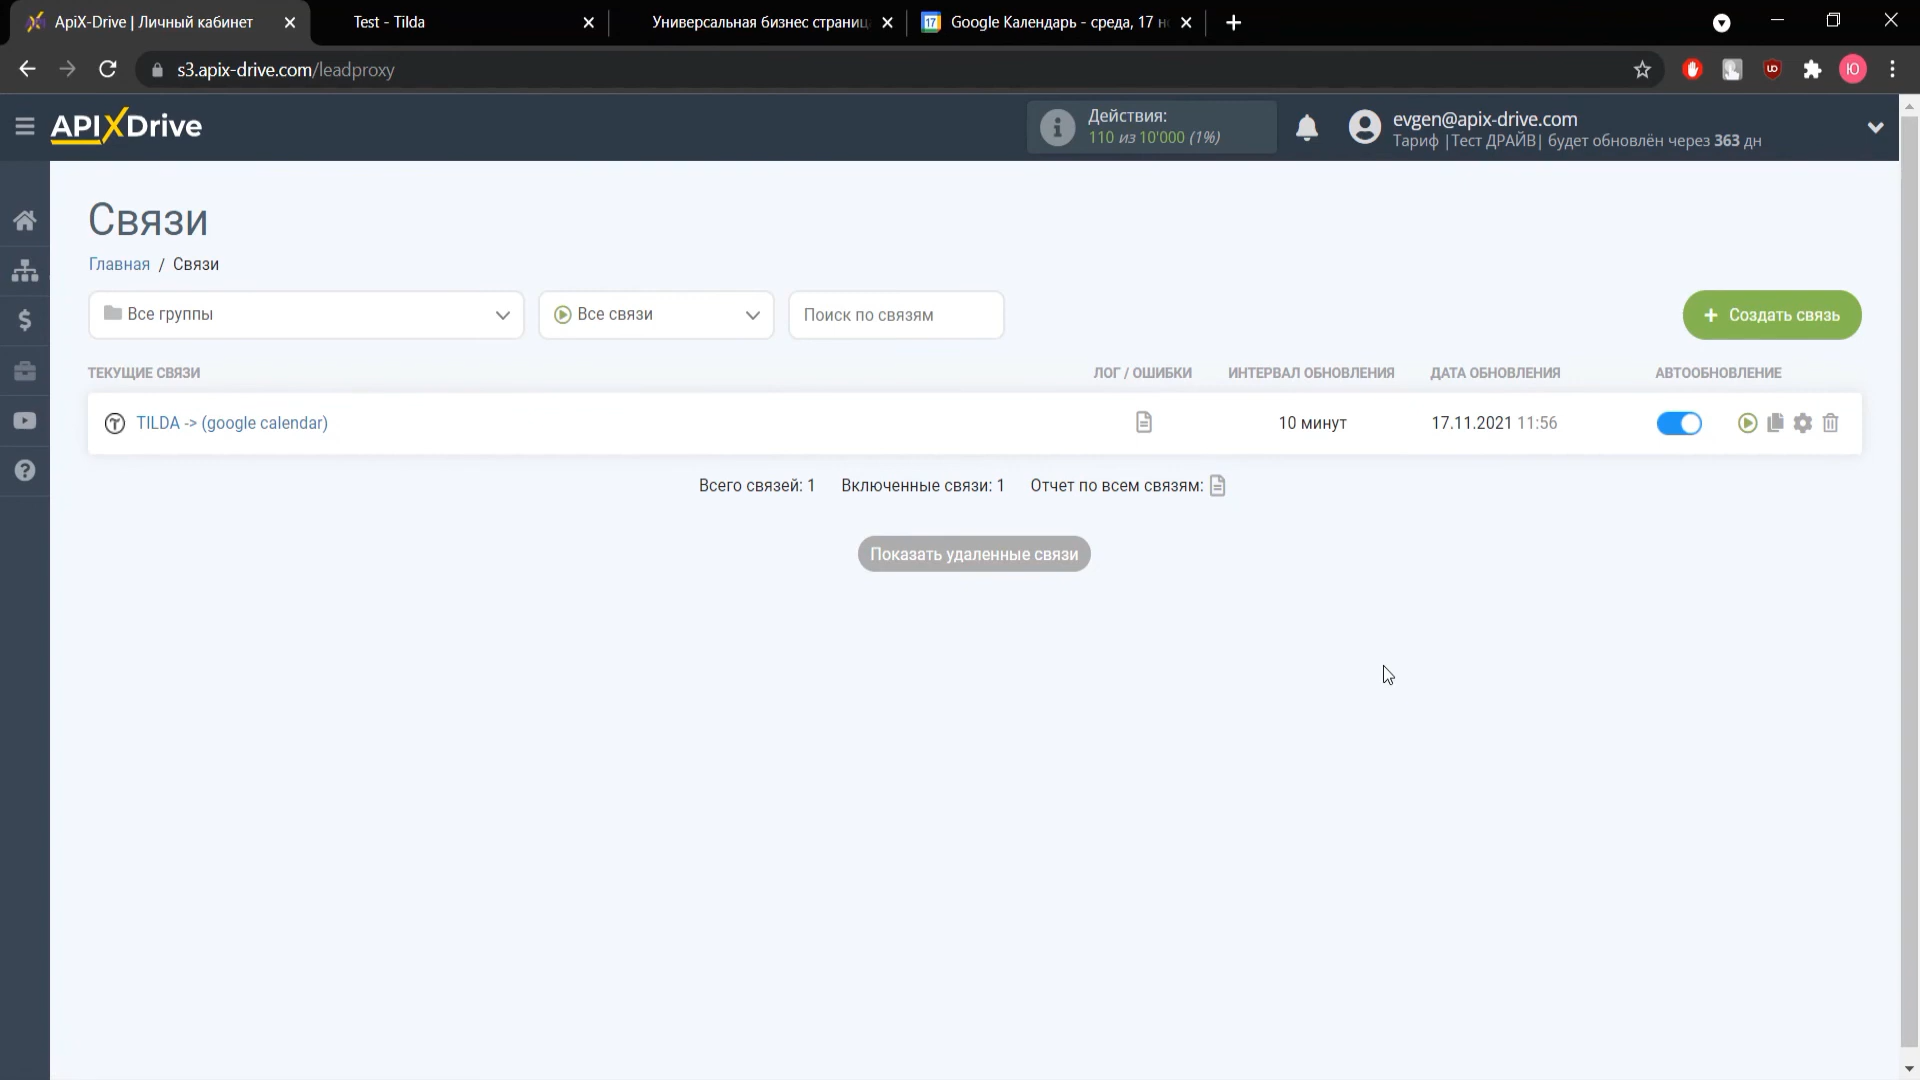 ApiX-Drive | Личный кабинет
Test - Tilda
Универсальная бизнес страниц
17 Google Календарь - среда, 17 н
s3.apix-drive.com/leadproxy
UD
Ю
APIXDrive
i
Действия:
110 из 10'000 (1%)
evgen@apix-drive.com
Тариф |Тест ДРАЙВ| будет обновлён через 363 дн
Связи
Главная / Связи
Все группы
Все связи
Поиск по связям
+ Создать связь
ТЕКУЩИЕ СВЯЗИ
ЛОГ / ОШИБКИ
ИНТЕРВАЛ ОБНОВЛЕНИЯ
ДАТА ОБНОВЛЕНИЯ
АВТООБНОВЛЕНИЕ
TILDA -> (google calendar)
10 минут
17.11.2021 11:56
Всего связей: 1
Включенные связи: 1
Отчет по всем связям:
Показать удаленные связи
$
?